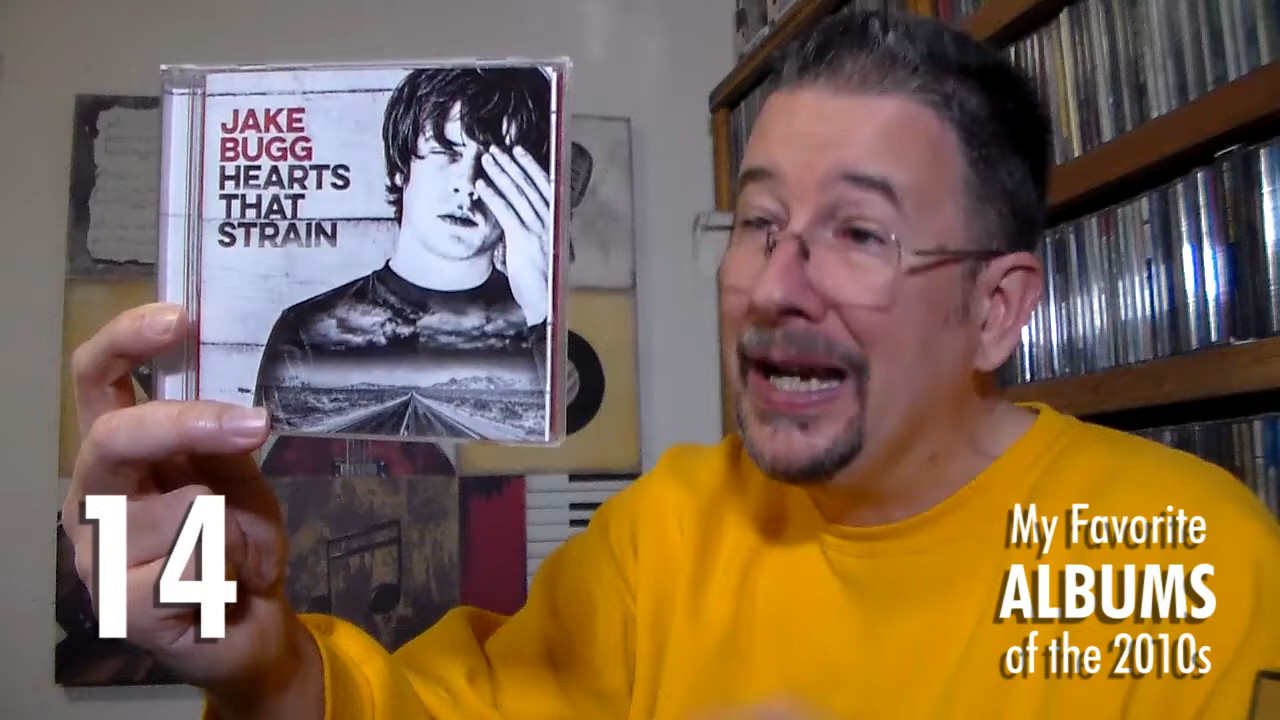 JAKE
BUGG
HEARTS
THAT
STRAIN
14
My Favorite
ALBUMS
of the 2010s